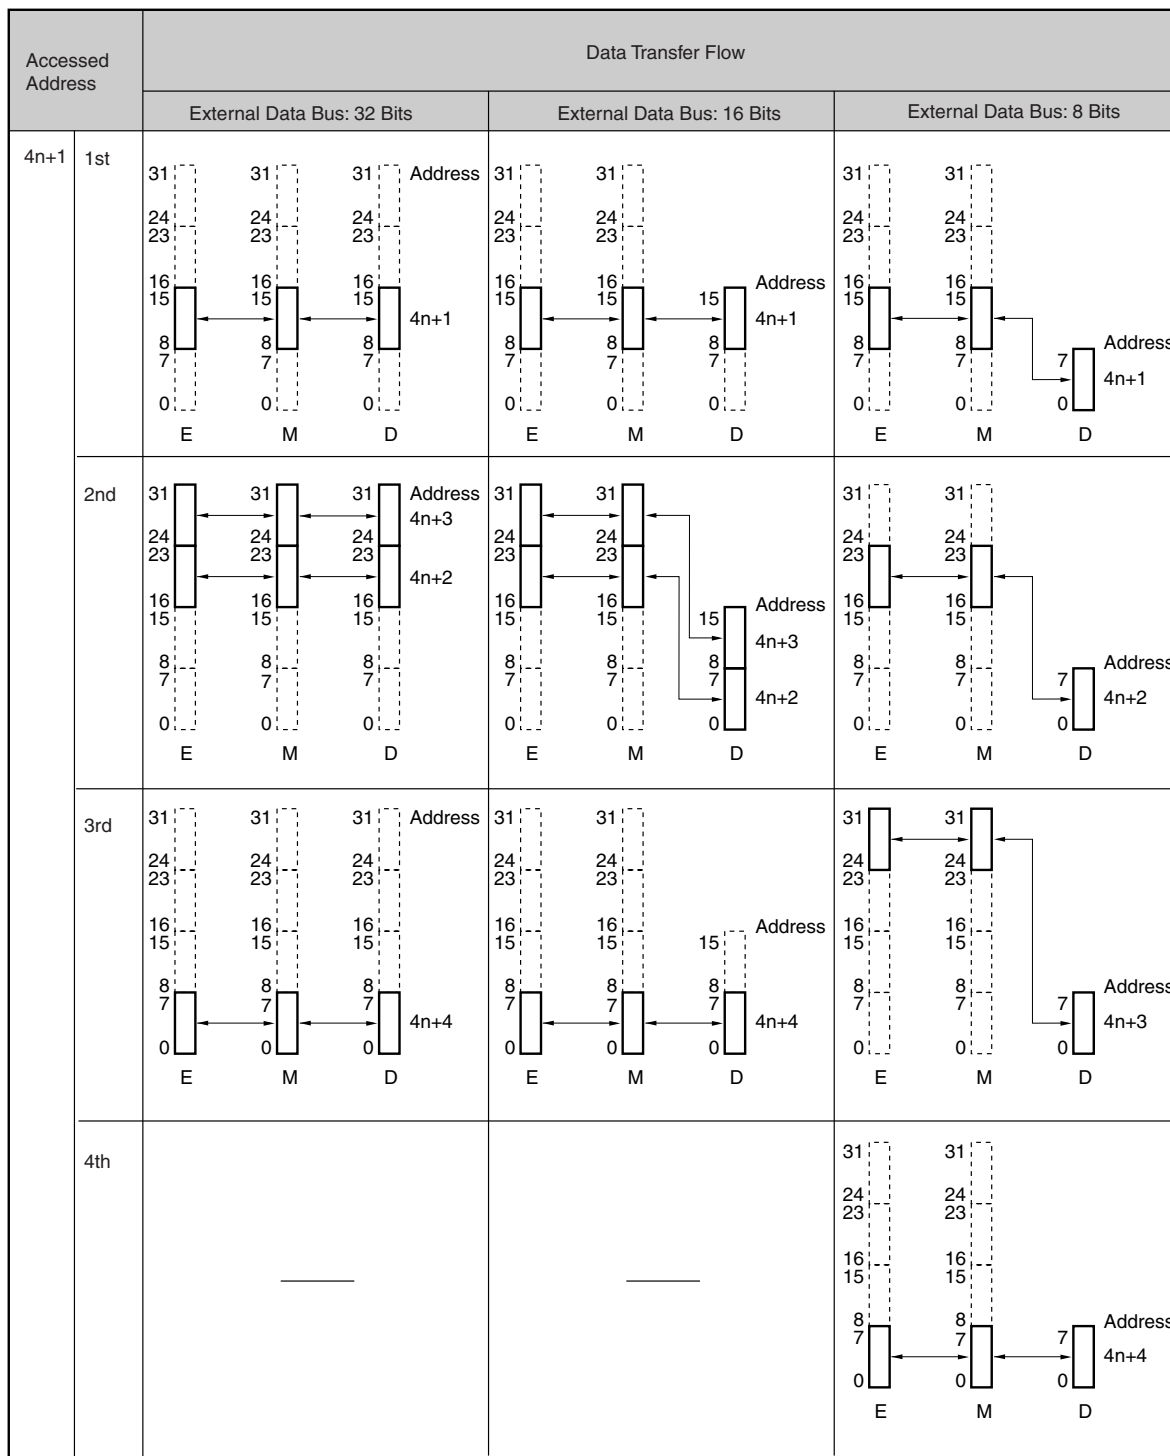 Accessed
Address
Data Transfer Flow
External Data Bus: 32 Bits
External Data Bus: 16 Bits
External Data Bus: 8 Bits
4n+1
1st
31 31 31 Address
24 24 24
23 23 23
16 16 16
15 15 15
4n+1
8 8 8
7 7 7
0 0 0
E M D
31 31
24 24
23 23
16 16 Address
15 15 15
4n+1
8 8 8
7 7 7
0 0 0
E M D
31 31
24 24
23 23
16 16
15 15
8 8 Address
7 7 7
4n+1
0 0 0
E M D
2nd
31 31 31 Address
4n+3
24 24 24
23 23 23
4n+2
16 16 16
15 15 15
8 8 8
7 7 7
0 0 0
E M D
31 31
24 24
23 23
16 16 Address
15 15 15
4n+3
8 8 8
7 7 7
4n+2
0 0 0
E M D
31 31
24 24
23 23
16 16
15 15
8 8 Address
7 7 7
4n+2
0 0 0
E M D
3rd
31 31 31 Address
24 24 24
23 23 23
16 16 16
15 15 15
8 8 8
7 7 7
4n+4
0 0 0
E M D
31 31
24 24
23 23
16 16 Address
15 15 15
8 8 8
7 7 7
4n+4
0 0 0
E M D
31 31
24 24
23 23
16 16
15 15
8 8 Address
7 7 7
4n+3
0 0 0
E M D
4th
31 31
24 24
23 23
16 16
15 15
8 8 Address
7 7 7
4n+4
0 0 0
E M D